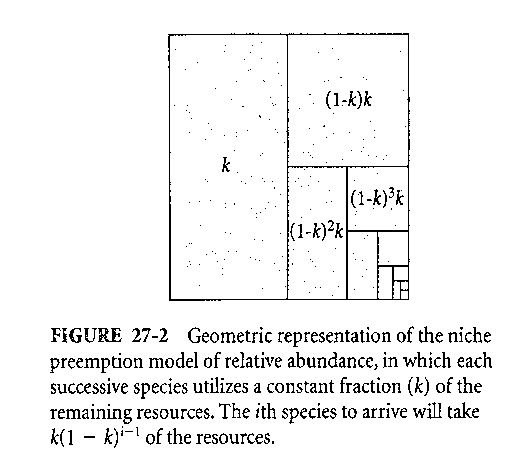 k
(1-k)k
(1-k)²k
(1-k)³k
FIGURE 27-2 Geometric representation of the niche
preemption model of relative abundance, in which each
successive species utilizes a constant fraction (k) of the
remaining resources. The ith species to arrive will take
k(1 − k)ⁱ⁻¹ of the resources.